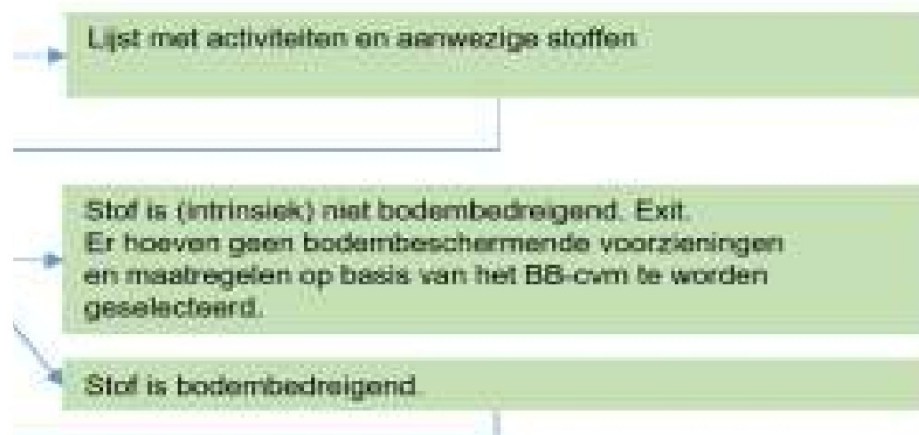 Lijst met activiteiten en aanwezige stoffen
Stof is (intrinsiek) niet bodembedreigend. Exit.
Er hoeven geen bodembeschermende voorzieningen
en maatregelen op basis van het BB-cvm te worden
geselecteerd.
Stof is bodembedreigend.